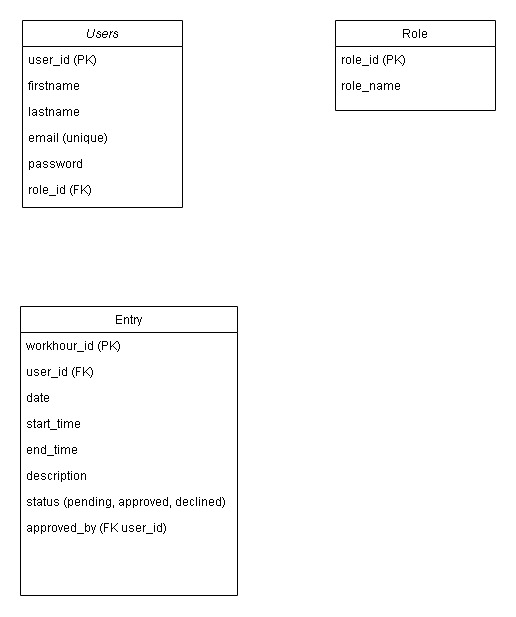 Users
user_id (PK)
firstname
lastname
email (unique)
password
role_id (FK)
Role
role_id (PK)
role_name
Entry
workhour_id (PK)
user_id (FK)
date
start_time
end_time
description
status (pending, approved, declined)
approved_by (FK user_id)